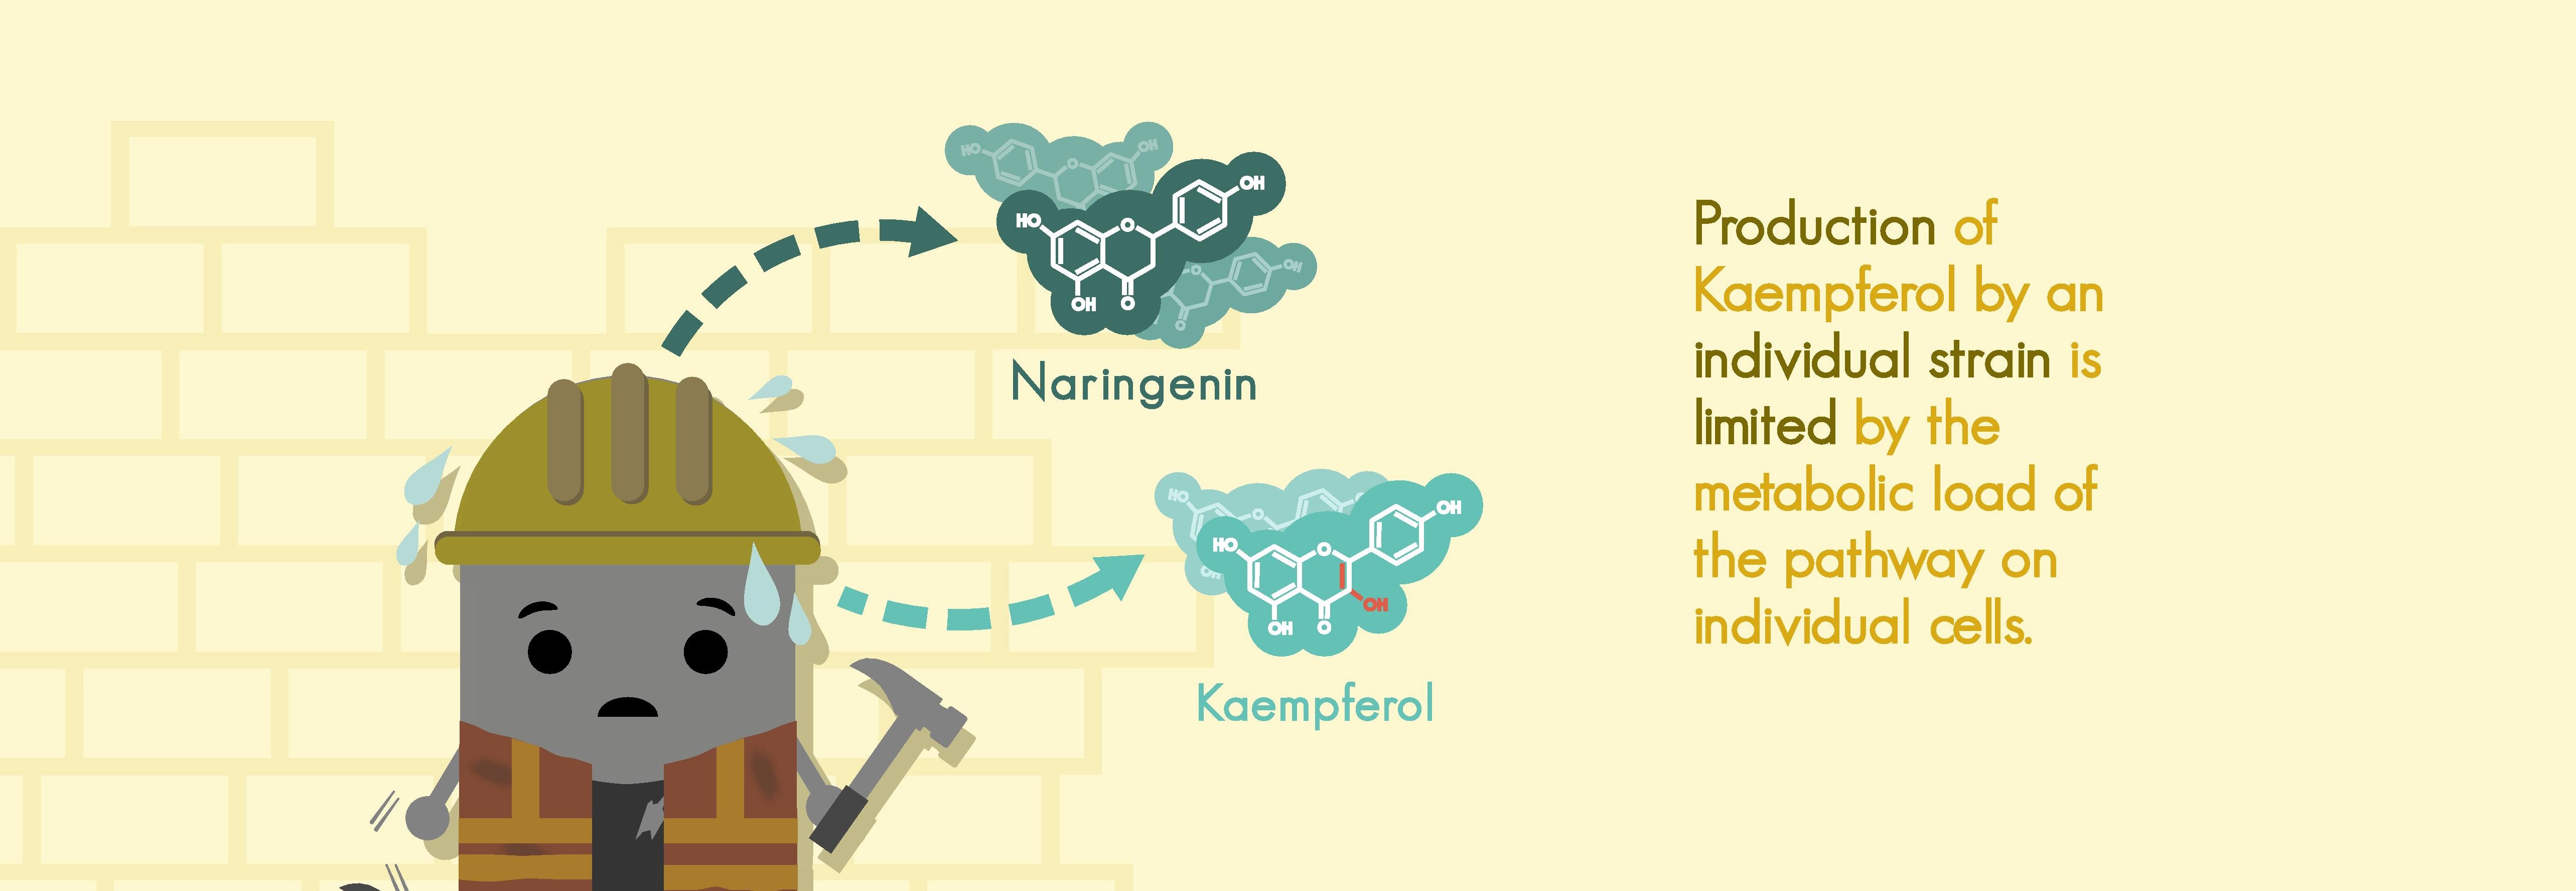 HO
OH
O
HO
O
OH
OH
O
O
OH
O
Naringenin
HO
O
OH
HO
O
OH
OH
OH
OH
O
Kaempferol
Production of
Kaempferol by an
individual strain is
limited by the
metabolic load of
the pathway on
individual cells.